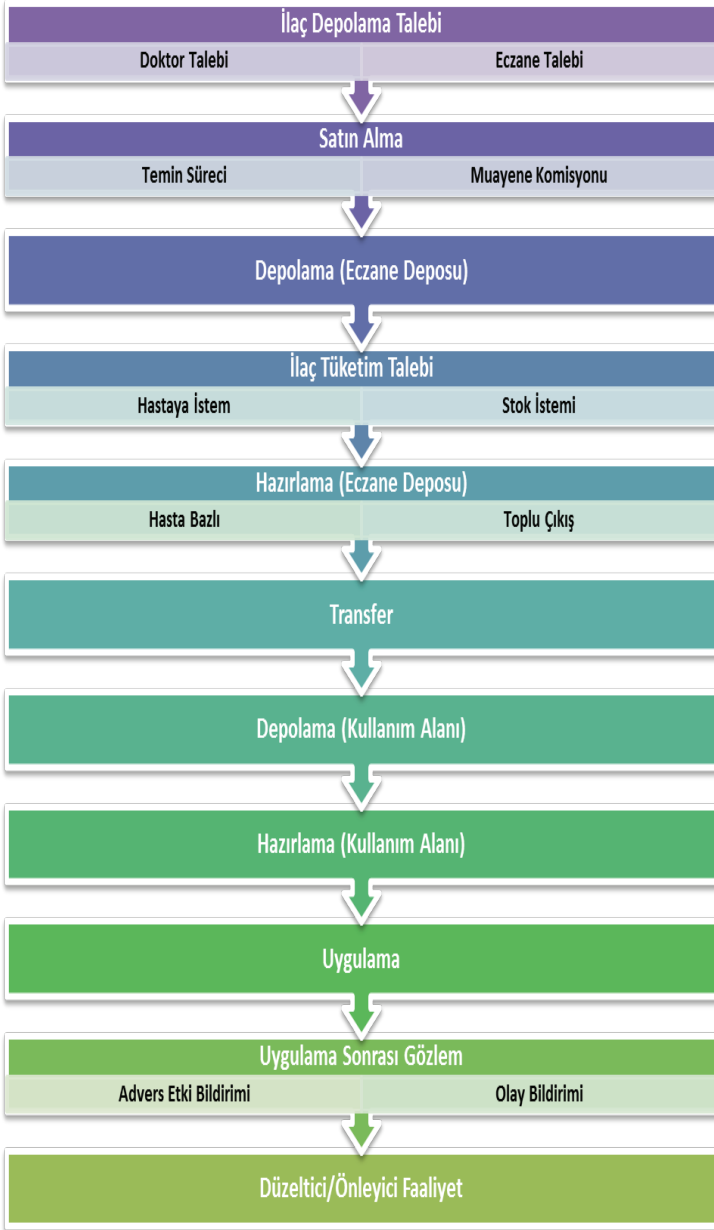 İlaç Depolama Talebi
Doktor Talebi Eczane Talebi
Satın Alma
Temin Süreci Muayene Komisyonu
Depolama (Eczane Deposu)
İlaç Tüketim Talebi
Hastaya İstem Stok İstemi
Hazırlama (Eczane Deposu)
Hasta Bazlı Toplu Çıkış
Transfer
Depolama (Kullanım Alanı)
Hazırlama (Kullanım Alanı)
Uygulama
Uygulama Sonrası Gözlem
Advers Etki Bildirimi Olay Bildirimi
Düzeltici/Önleyici Faaliyet